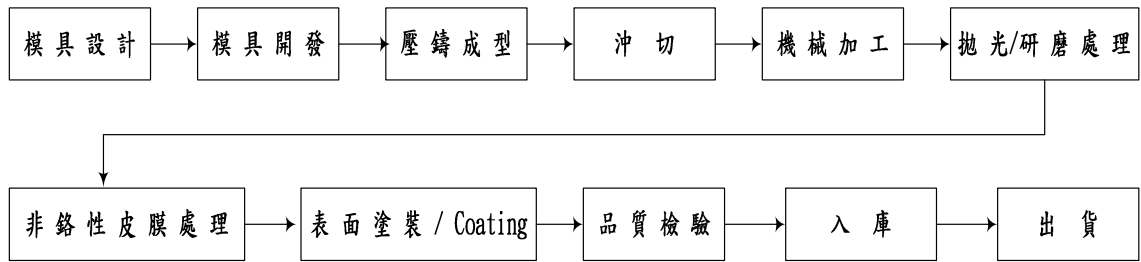 模具設計
模具開發
壓鑄成型
沖切
機械加工
拋光/研磨處理
非鉻性皮膜處理
表面塗裝/Coating
品質檢驗
入庫
出貨